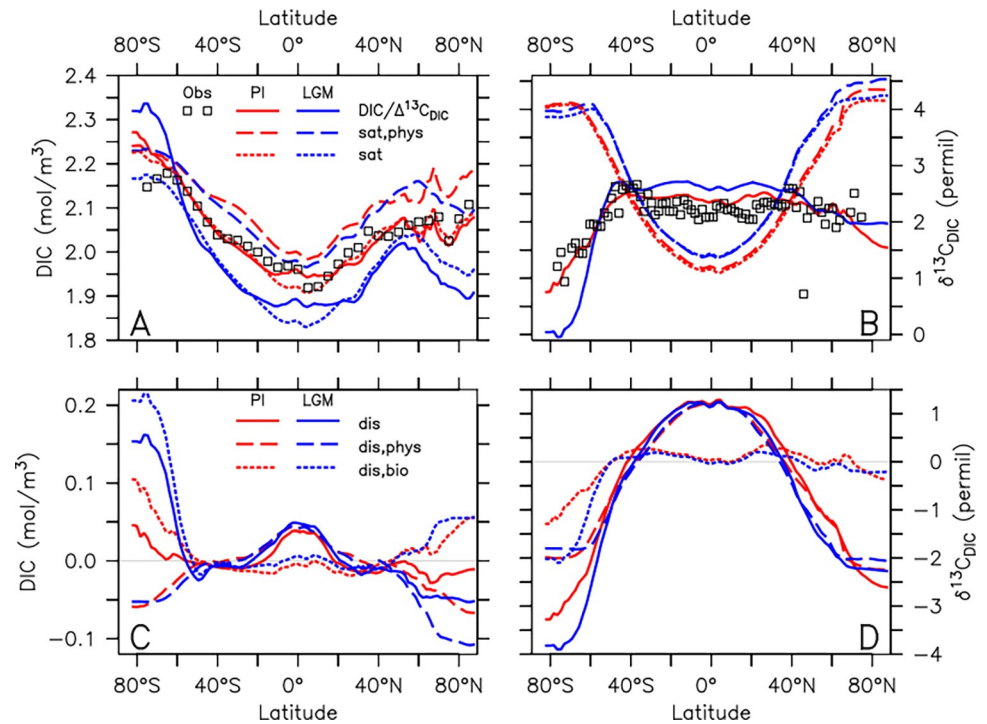 Latitude Latitude
80°S 40°S 0° 40°N 80°N 80°S 40°S 0° 40°N 80°N
2.4
2.3
2.2
2.1
2.0
1.9
1.8
DIC (mol/m³)
Obs PI LGM
DIC/Δ¹³C_DIC
sat,phys
sat
A
B
4
3
2
1
0
δ¹³C_DIC (permil)
0.2
0.1
0.0
−0.1
DIC (mol/m³)
PI LGM
dis
dis,phys
dis,bio
C
D
1
0
−1
−2
−3
−4
δ¹³C_DIC (permil)
80°S 40°S 0° 40°N 80°N 80°S 40°S 0° 40°N 80°N
Latitude Latitude